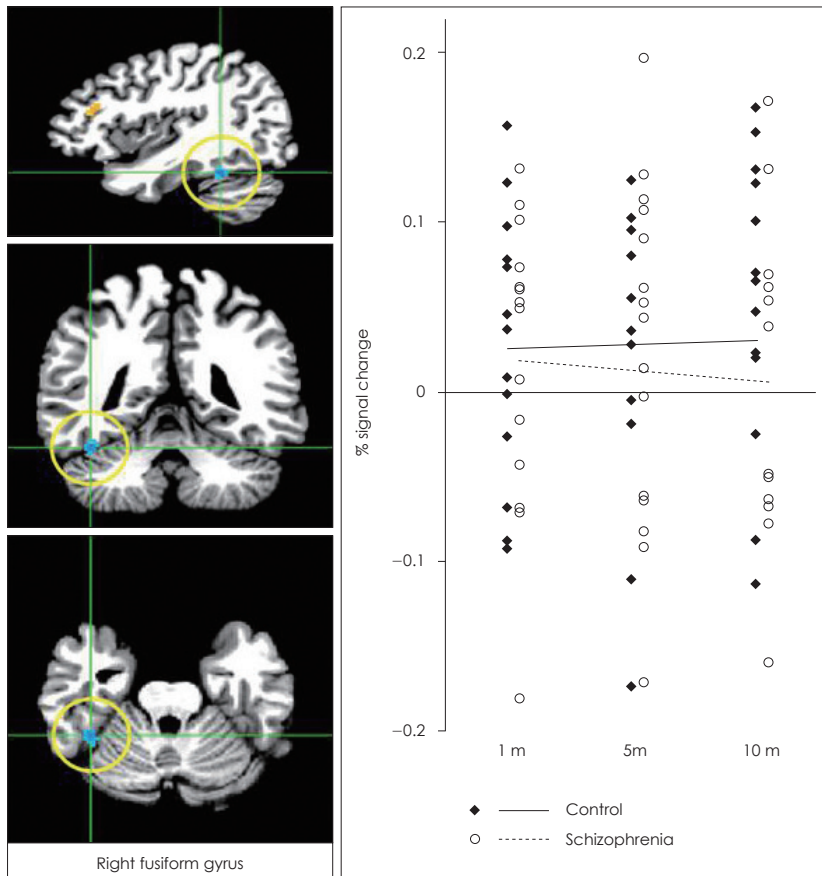 Right fusiform gyrus
% signal change
0.2
0.1
0
−0.1
−0.2
1 m
5m
10 m
Control
Schizophrenia